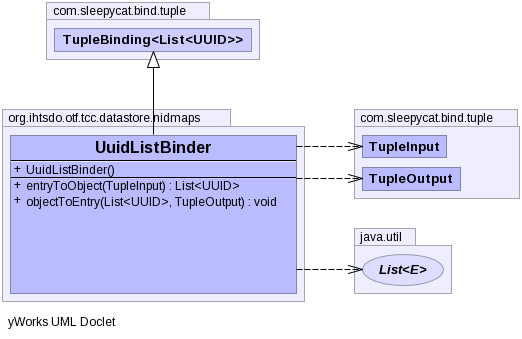 com.sleepycat.bind.tuple
TupleBinding<List<UUID>>
org.ihtsdo.otf.tcc.datastore.nidmaps
UuidListBinder
+ UuidListBinder()
+ entryToObject(TupleInput) : List<UUID>
+ objectToEntry(List<UUID>, TupleOutput) : void
com.sleepycat.bind.tuple
TupleInput
TupleOutput
java.util
List<E>
yWorks UML Doclet